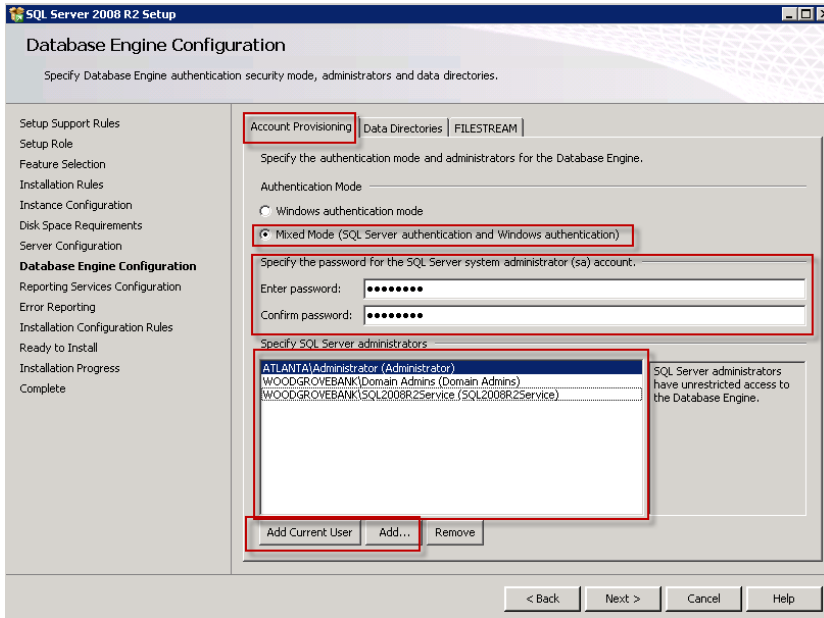 SQL Server 2008 R2 Setup
Database Engine Configuration
Specify Database Engine authentication security mode, administrators and data directories.
Setup Support Rules
Setup Role
Feature Selection
Installation Rules
Instance Configuration
Disk Space Requirements
Server Configuration
Database Engine Configuration
Reporting Services Configuration
Error Reporting
Installation Configuration Rules
Ready to Install
Installation Progress
Complete
Account Provisioning Data Directories FILESTREAM
Specify the authentication mode and administrators for the Database Engine.
Authentication Mode
Windows authentication mode
Mixed Mode (SQL Server authentication and Windows authentication)
Specify the password for the SQL Server system administrator (sa) account.
Enter password: ●●●●●●●●
Confirm password: ●●●●●●●●
Specify SQL Server administrators
ATLANTA\Administrator (Administrator)
WOODGROVEBANK\Domain Admins (Domain Admins)
WOODGROVEBANK\SQL2008R2Service (SQL2008R2Service)
SQL Server administrators
have unrestricted access to
the Database Engine.
Add Current User Add... Remove
< Back Next > Cancel Help